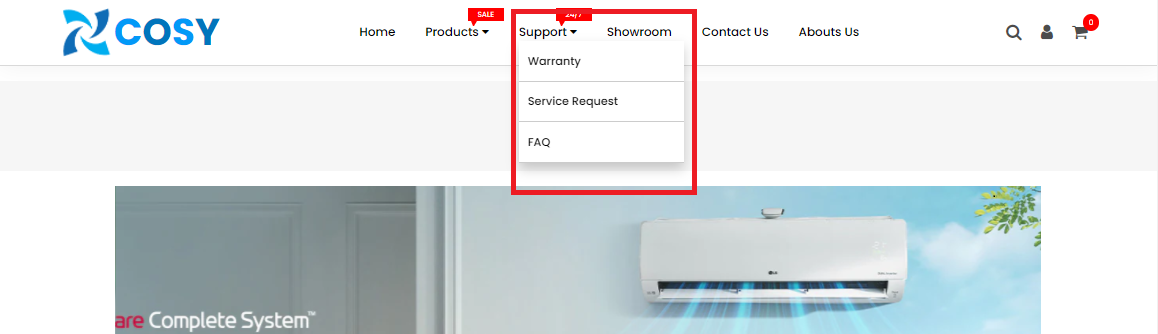 COSY
Home
Products
SALE
Support
24/7
Showroom
Contact Us
Abouts Us
0
Warranty
Service Request
FAQ
LG
are Complete System™